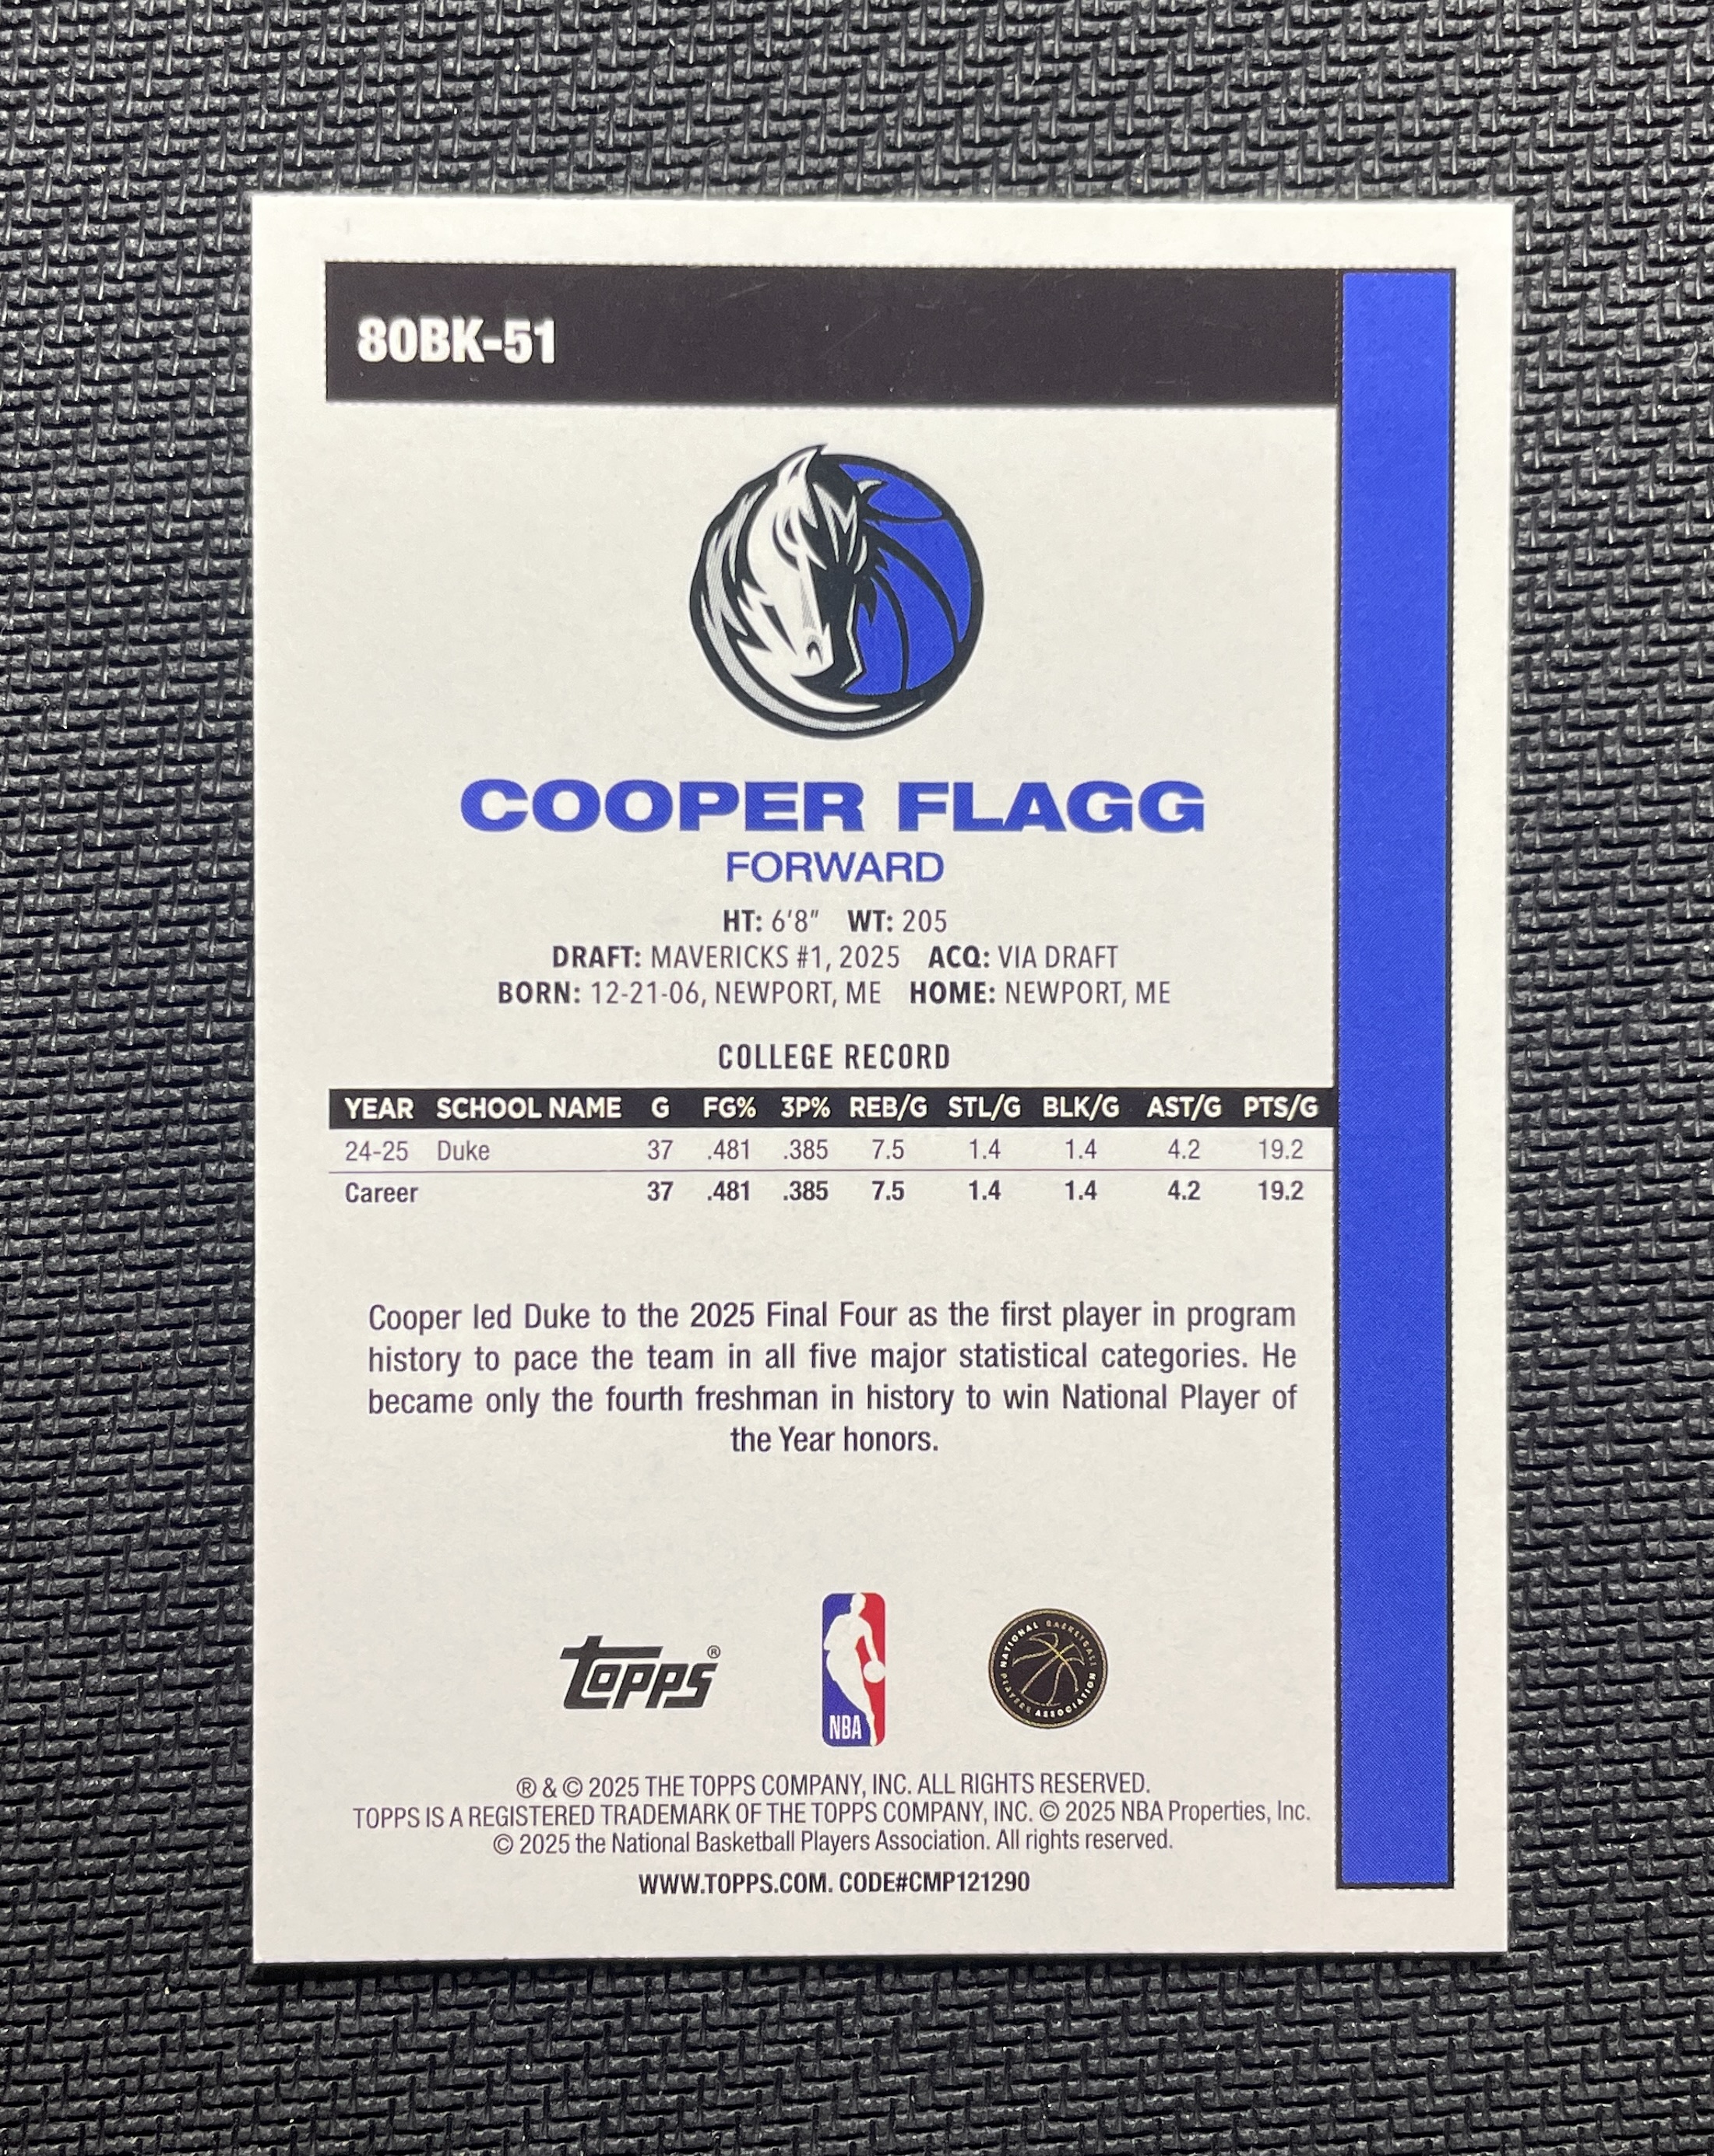 80BK-51
COOPER FLAGG
FORWARD
HT: 6'8" WT: 205
DRAFT: MAVERICKS #1, 2025 ACQ: VIA DRAFT
BORN: 12-21-06, NEWPORT, ME HOME: NEWPORT, ME
COLLEGE RECORD
YEAR SCHOOL NAME G FG% 3P% REB/G STL/G BLK/G AST/G PTS/G
24-25 Duke 37 .481 .385 7.5 1.4 1.4 4.2 19.2
Career 37 .481 .385 7.5 1.4 1.4 4.2 19.2
Cooper led Duke to the 2025 Final Four as the first player in program
history to pace the team in all five major statistical categories. He
became only the fourth freshman in history to win National Player of
the Year honors.
topps®
NBA
NATIONAL BASKETBALL PLAYERS ASSOCIATION
® & © 2025 THE TOPPS COMPANY, INC. ALL RIGHTS RESERVED.
TOPPS IS A REGISTERED TRADEMARK OF THE TOPPS COMPANY, INC. © 2025 NBA Properties, Inc.
© 2025 the National Basketball Players Association. All rights reserved.
WWW.TOPPS.COM. CODE#CMP121290